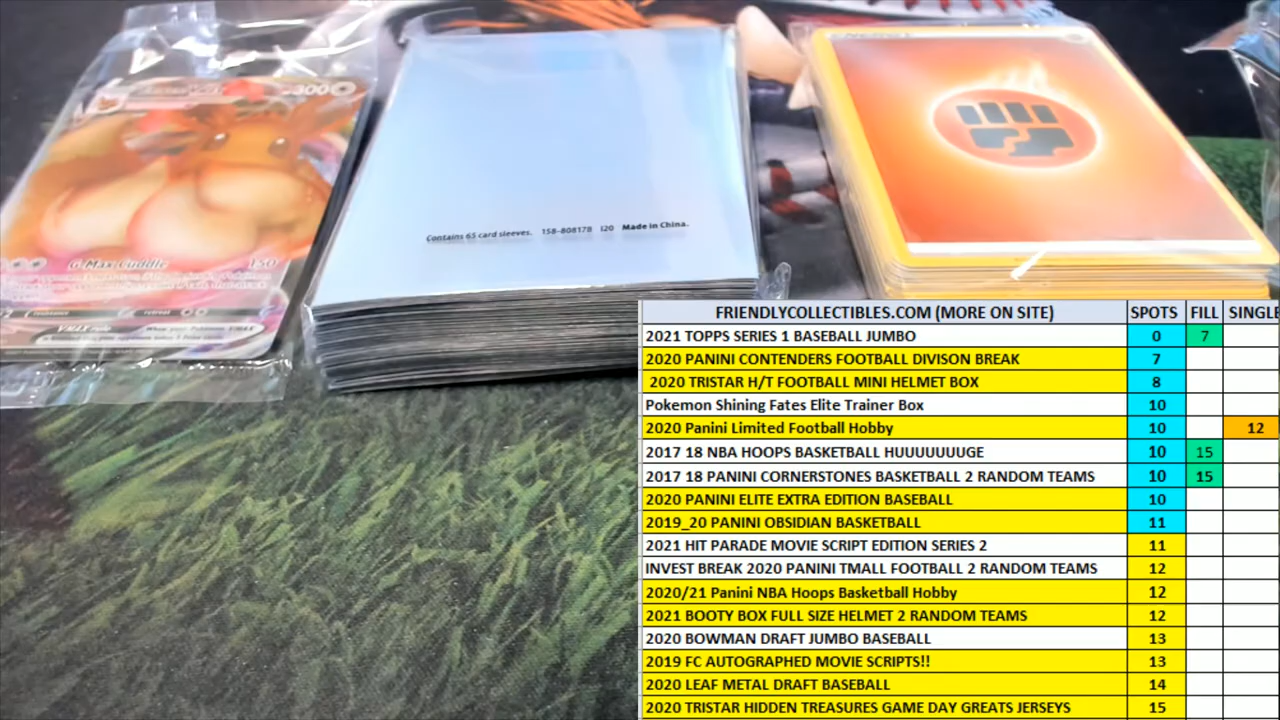 300
G-Max Cuddle 150
VMAX rule
Contains 65 card sleeves. 158-80817B I20 Made in China.
FRIENDLYCOLLECTIBLES.COM (MORE ON SITE) SPOTS FILL SINGLE
2021 TOPPS SERIES 1 BASEBALL JUMBO 0 7
2020 PANINI CONTENDERS FOOTBALL DIVISON BREAK 7
2020 TRISTAR H/T FOOTBALL MINI HELMET BOX 8
Pokemon Shining Fates Elite Trainer Box 10
2020 Panini Limited Football Hobby 10 12
2017 18 NBA HOOPS BASKETBALL HUUUUUUUGE 10 15
2017 18 PANINI CORNERSTONES BASKETBALL 2 RANDOM TEAMS 10 15
2020 PANINI ELITE EXTRA EDITION BASEBALL 10
2019_20 PANINI OBSIDIAN BASKETBALL 11
2021 HIT PARADE MOVIE SCRIPT EDITION SERIES 2 11
INVEST BREAK 2020 PANINI TMALL FOOTBALL 2 RANDOM TEAMS 12
2020/21 Panini NBA Hoops Basketball Hobby 12
2021 BOOTY BOX FULL SIZE HELMET 2 RANDOM TEAMS 12
2020 BOWMAN DRAFT JUMBO BASEBALL 13
2019 FC AUTOGRAPHED MOVIE SCRIPTS!! 13
2020 LEAF METAL DRAFT BASEBALL 14
2020 TRISTAR HIDDEN TREASURES GAME DAY GREATS JERSEYS 15